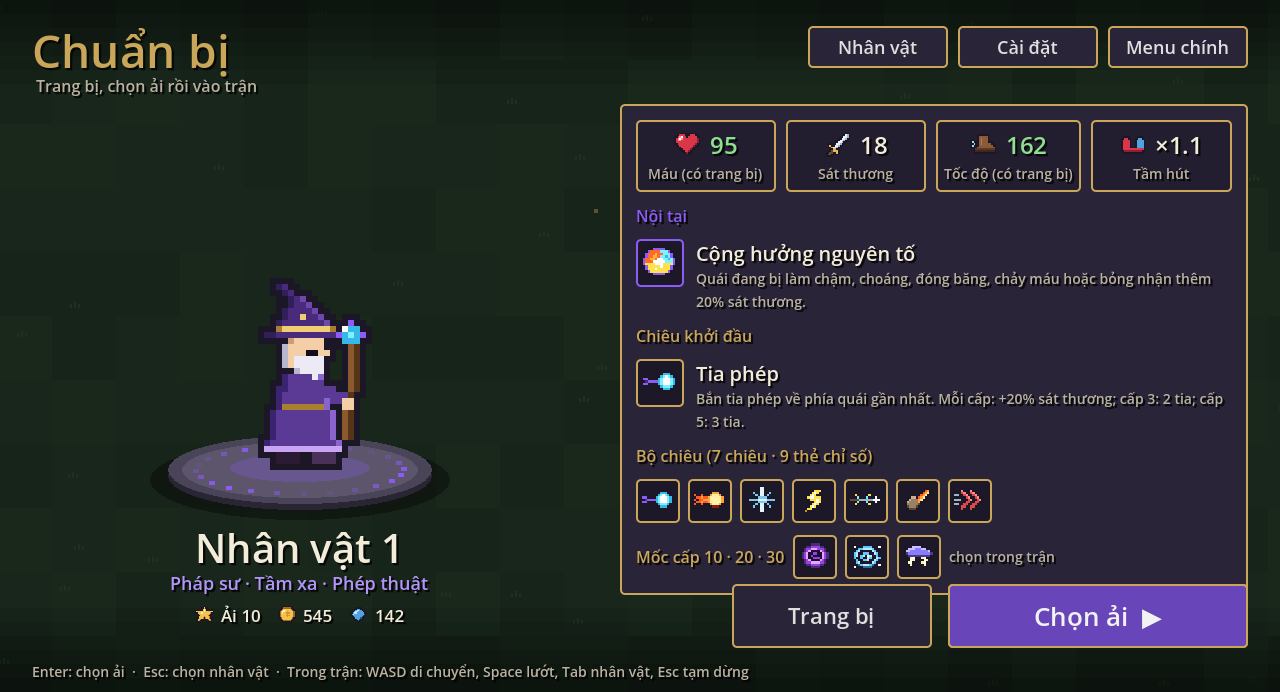 Chuẩn bị
Trang bị, chọn ải rồi vào trận
Nhân vật
Cài đặt
Menu chính
95
Máu (có trang bị)
18
Sát thương
162
Tốc độ (có trang bị)
×1.1
Tầm hút
Nội tại
Cộng hưởng nguyên tố
Quái đang bị làm chậm, choáng, đóng băng, chảy máu hoặc bỏng nhận thêm
20% sát thương.
Chiêu khởi đầu
Tia phép
Bắn tia phép về phía quái gần nhất. Mỗi cấp: +20% sát thương; cấp 3: 2 tia; cấp
5: 3 tia.
Bộ chiêu (7 chiêu · 9 thẻ chỉ số)
Mốc cấp 10 · 20 · 30
chọn trong trận
Nhân vật 1
Pháp sư · Tầm xa · Phép thuật
Ải 10 545 142
Trang bị
Chọn ải ▶
Enter: chọn ải · Esc: chọn nhân vật · Trong trận: WASD di chuyển, Space lướt, Tab nhân vật, Esc tạm dừng